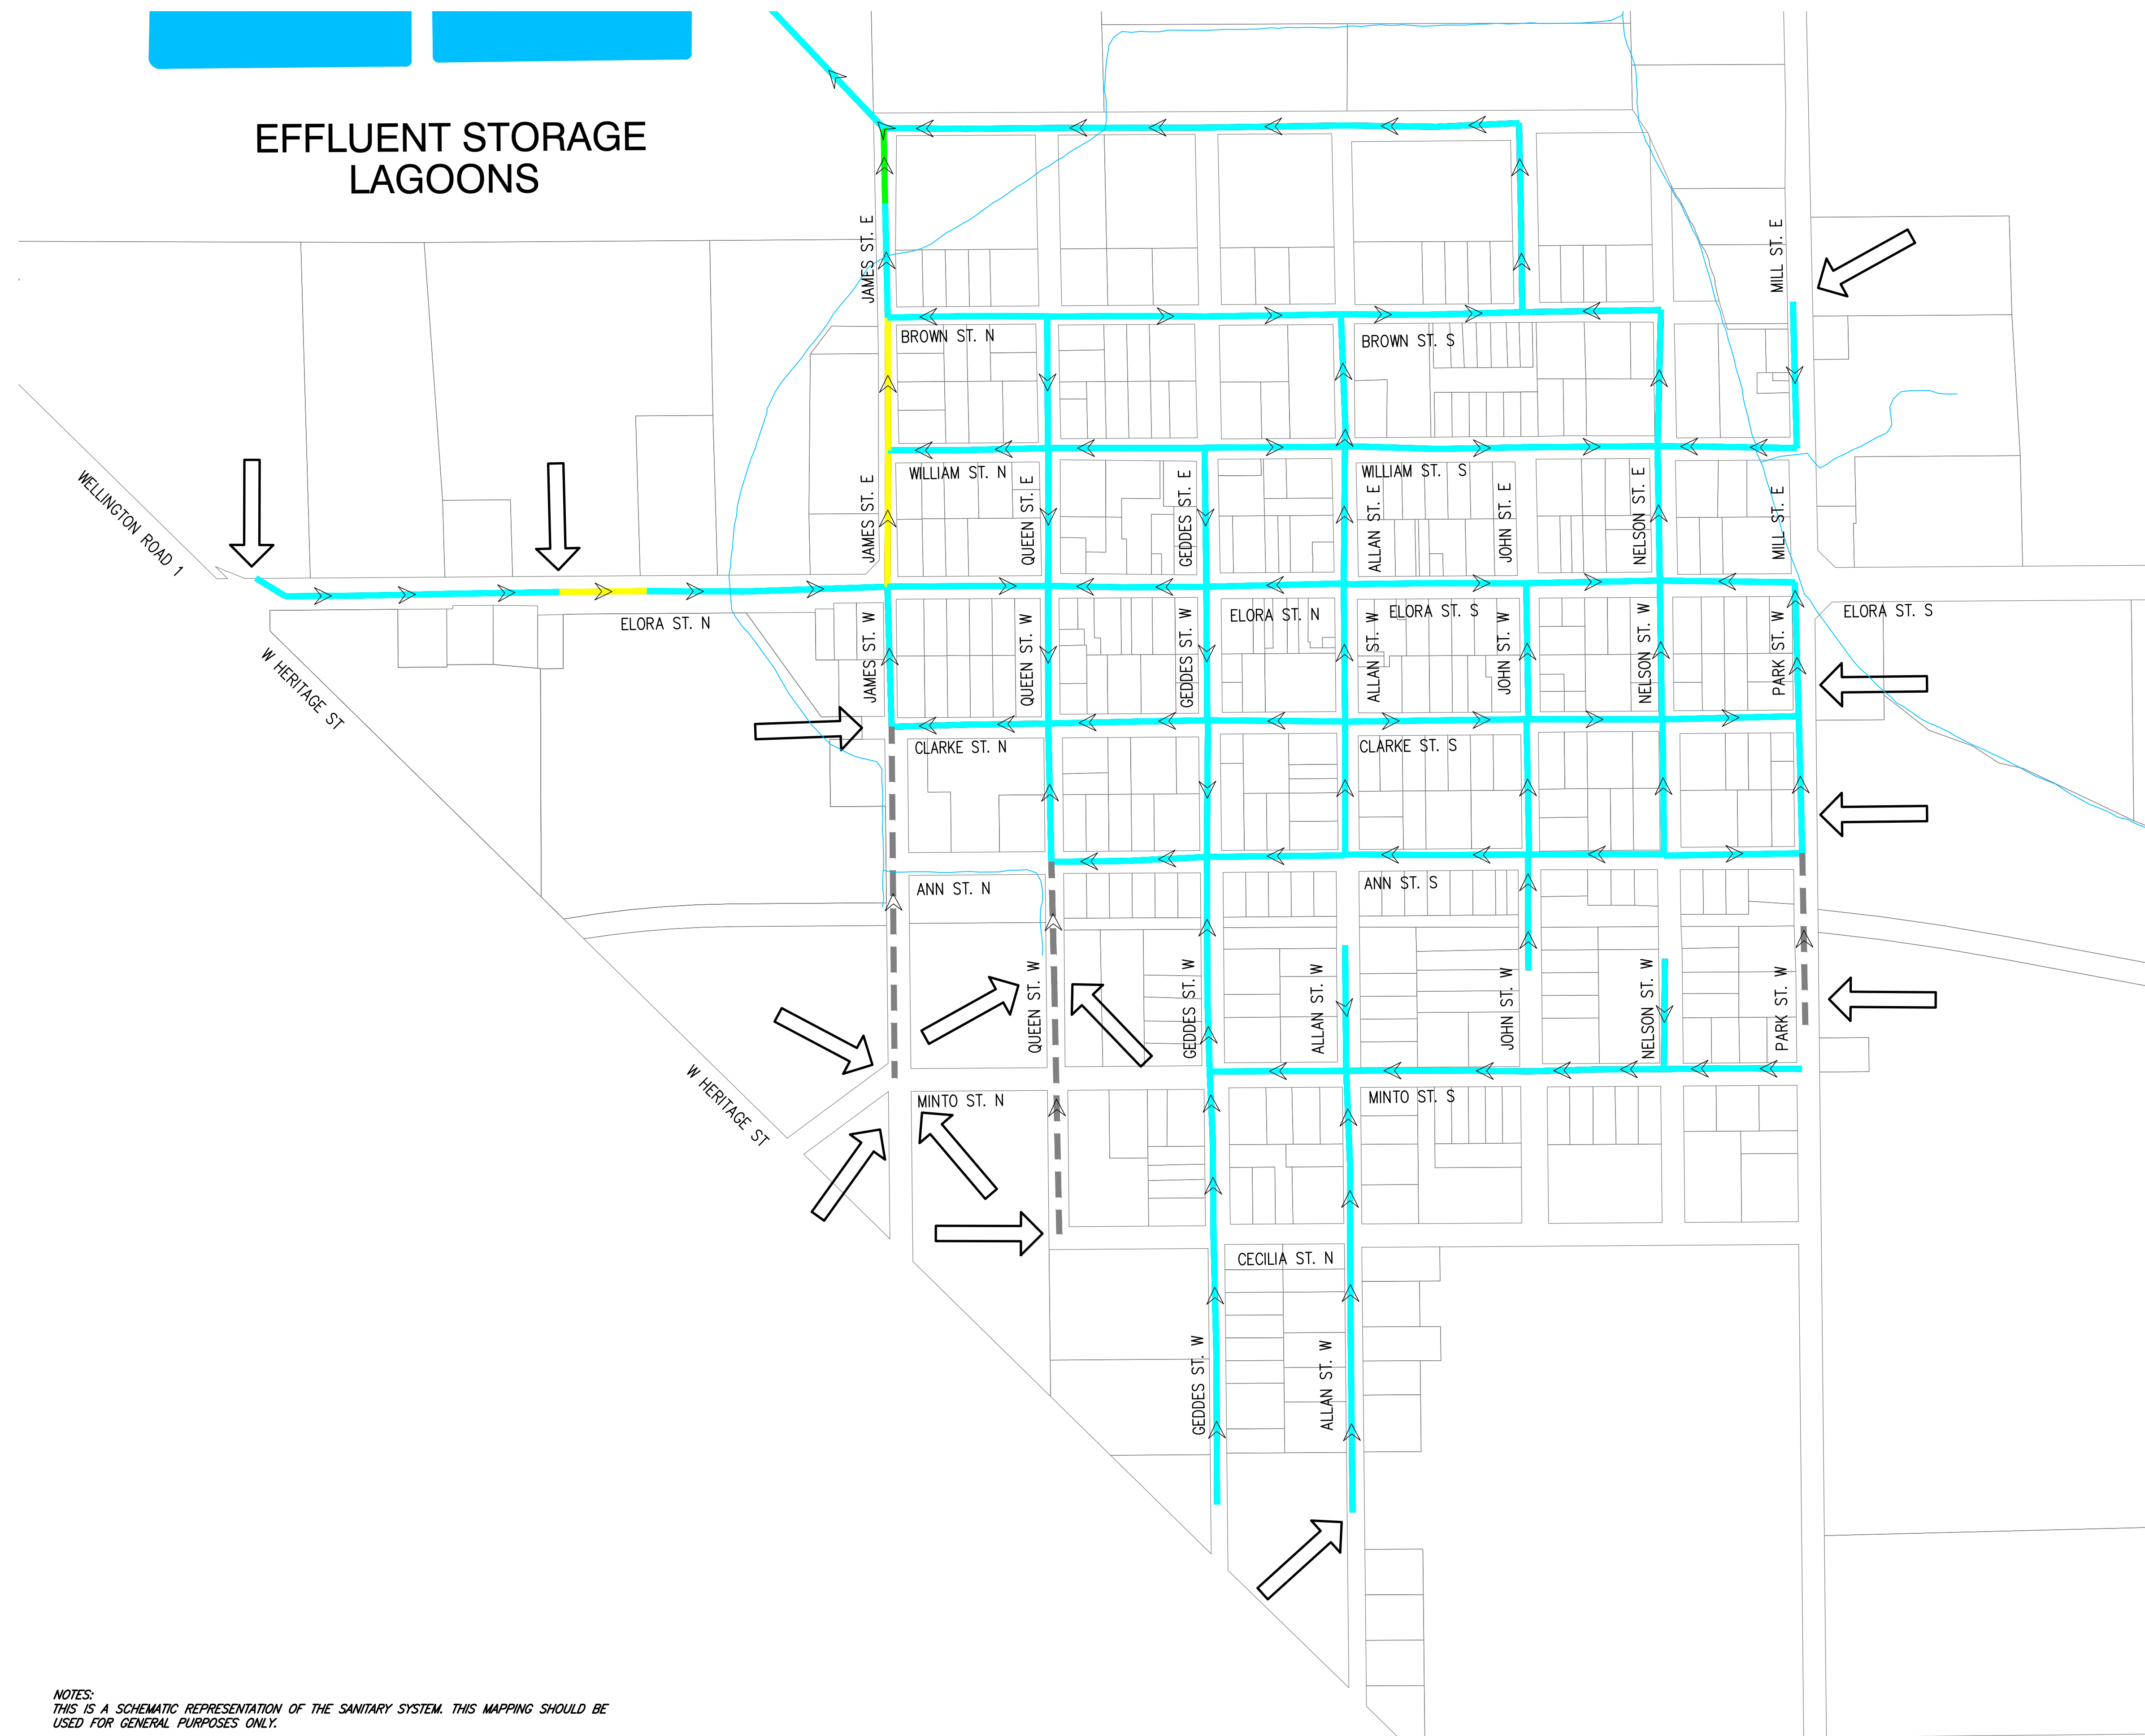 EFFLUENT STORAGE
LAGOONS
JAMES ST. E
MILL ST. E
BROWN ST. N
BROWN ST. S
WELLINGTON ROAD 1
JAMES ST. E
WILLIAM ST. N
QUEEN ST. E
GEDDES ST. E
WILLIAM ST. S
ALLAN ST. E
JOHN ST. E
NELSON ST. E
MILL ST. E
ELORA ST. N
W HERITAGE ST
JAMES ST. W
QUEEN ST. W
GEDDES ST. W
ELORA ST. N
ALLAN ST. W
ELORA ST. S
JOHN ST. W
NELSON ST. W
PARK ST. W
ELORA ST. S
CLARKE ST. N
CLARKE ST. S
ANN ST. N
ANN ST. S
QUEEN ST. W
GEDDES ST. W
ALLAN ST. W
JOHN ST. W
NELSON ST. W
PARK ST. W
W HERITAGE ST
MINTO ST. N
MINTO ST. S
CECILIA ST. N
GEDDES ST. W
ALLAN ST. W
NOTES:
THIS IS A SCHEMATIC REPRESENTATION OF THE SANITARY SYSTEM. THIS MAPPING SHOULD BE
USED FOR GENERAL PURPOSES ONLY.